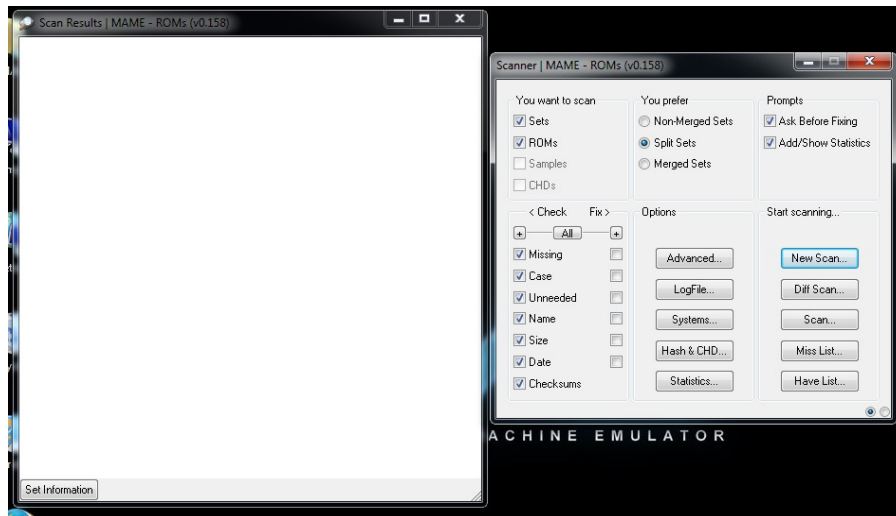 Scan Results | MAME - ROMs (v0.158)
Set Information
Scanner | MAME - ROMs (v0.158)
You want to scan
Sets
ROMs
Samples
CHDs
You prefer
Non-Merged Sets
Split Sets
Merged Sets
Prompts
Ask Before Fixing
Add/Show Statistics
< Check Fix >
+ All +
Missing
Case
Unneeded
Name
Size
Date
Checksums
Options
Advanced...
LogFile...
Systems...
Hash & CHD...
Statistics...
Start scanning...
New Scan...
Diff Scan...
Scan...
Miss List...
Have List...
ACHINE EMULATOR